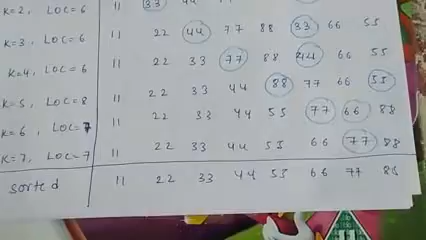 K=2, LOC=6 11 33 44
K=3, LOC=6 11 22 44 77 88 33 66 55
K=4, LOC=6 11 22 33 77 88 44 66 55
K=5, LOC=8 11 22 33 44 88 77 66 55
K=6, LOC=7 11 22 33 44 55 77 66 88
K=7, LOC=7 11 22 33 44 55 66 77 88
sorted 11 22 33 44 55 66 77 88